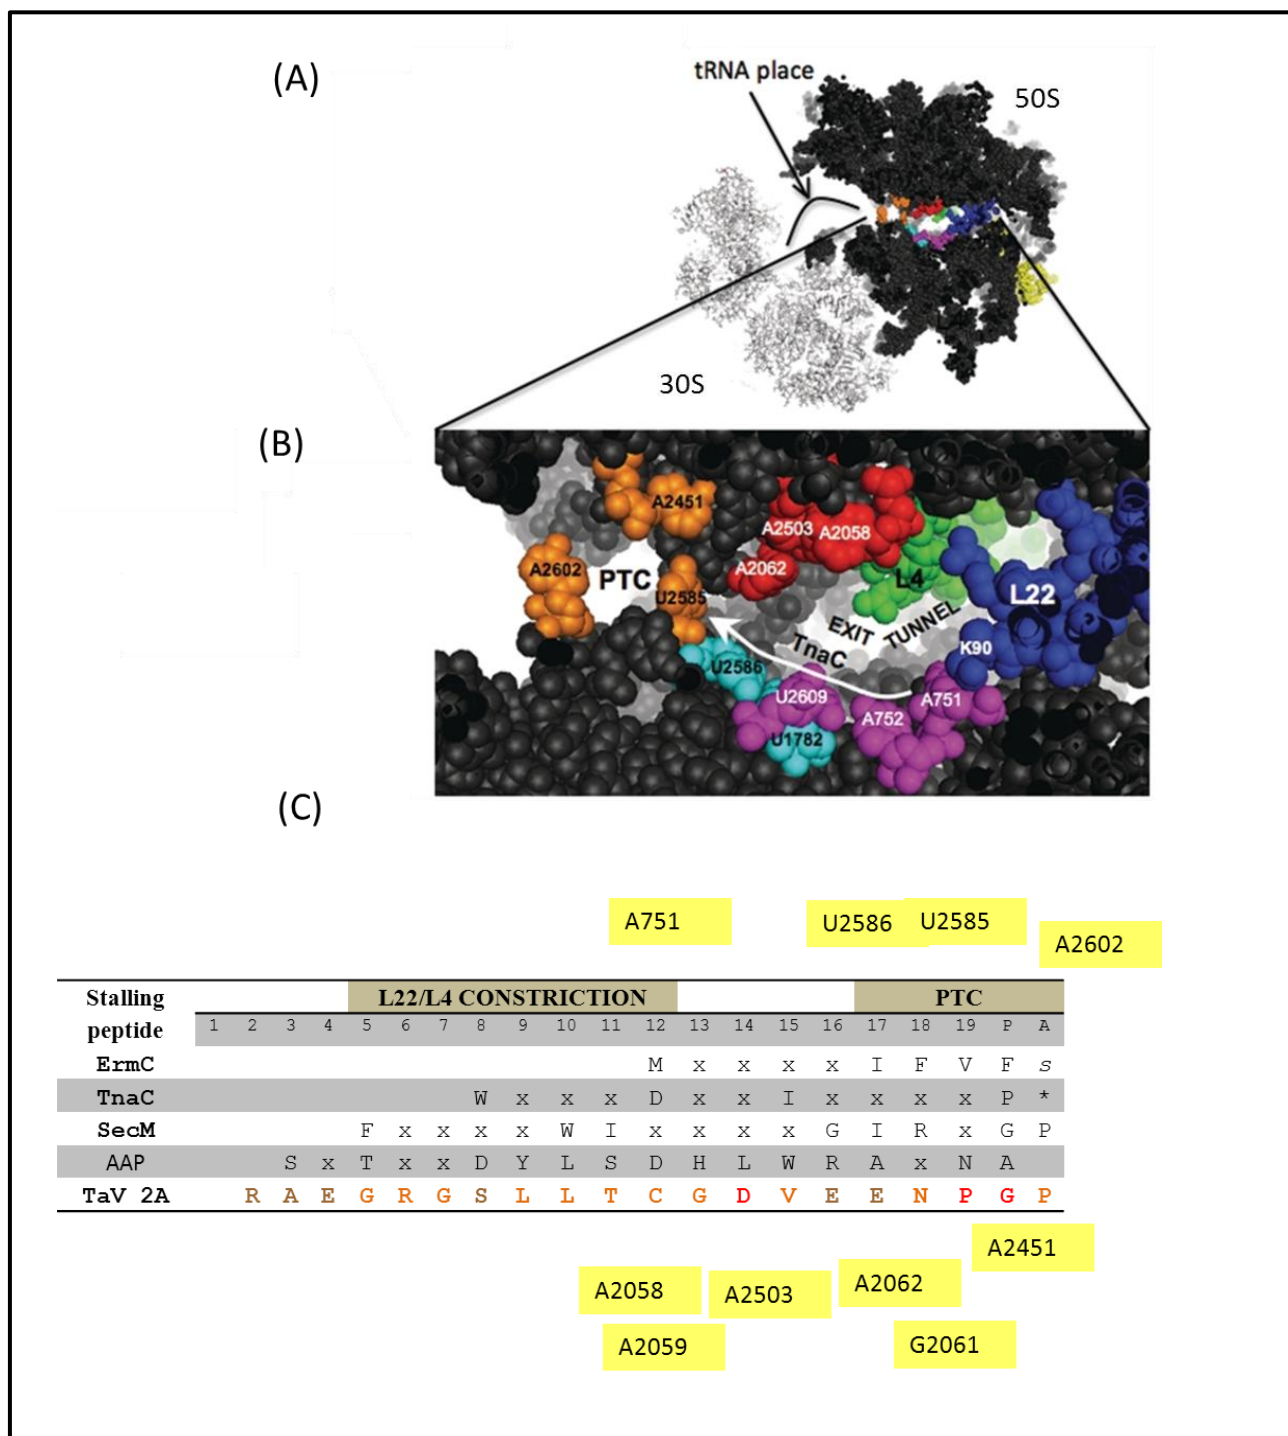 (A)
tRNA place
50S
30S
(B)
A2451
A2503 A2058
A2062
A2602 PTC U2585
L4
L22
EXIT TUNNEL
TnaC
K90
U2586
U2609
A752 A751
U1782
(C)
A751 U2586 U2585
A2602
Stalling peptide L22/L4 CONSTRICTION PTC
1 2 3 4 5 6 7 8 9 10 11 12 13 14 15 16 17 18 19 P A
ErmC M x x x x I F V F s
TnaC W x x x D x x I x x x x P *
SecM F x x x x W I x x x x G I R x G P
AAP S x T x x D Y L S D H L W R A x N A
TaV 2A R A E G R G S L L T C G D V E E N P G P
A2451
A2058 A2503 A2062
A2059 G2061